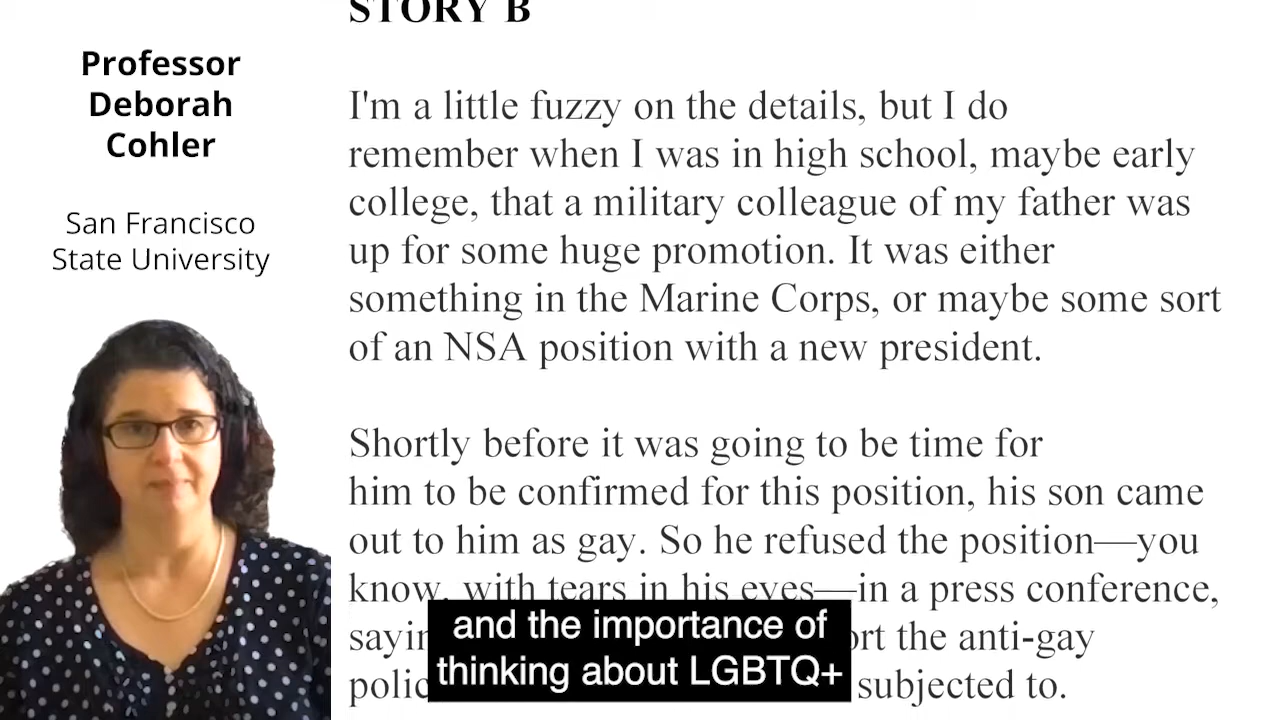 STORY B
Professor
Deborah
Cohler
San Francisco
State University
I'm a little fuzzy on the details, but I do
remember when I was in high school, maybe early
college, that a military colleague of my father was
up for some huge promotion. It was either
something in the Marine Corps, or maybe some sort
of an NSA position with a new president.
Shortly before it was going to be time for
him to be confirmed for this position, his son came
out to him as gay. So he refused the position—you
know, with tears in his eyes—in a press conference,
the anti-gay
subjected to.
and the importance of
thinking about LGBTQ+